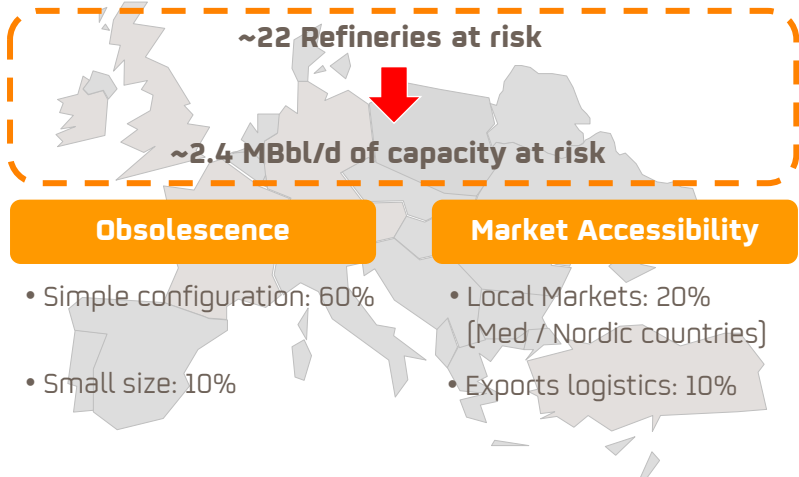 ~22 Refineries at risk
~2.4 MBbl/d of capacity at risk
Obsolescence
• Simple configuration: 60%
• Small size: 10%
Market Accessibility
• Local Markets: 20%
(Med / Nordic countries)
• Exports logistics: 10%